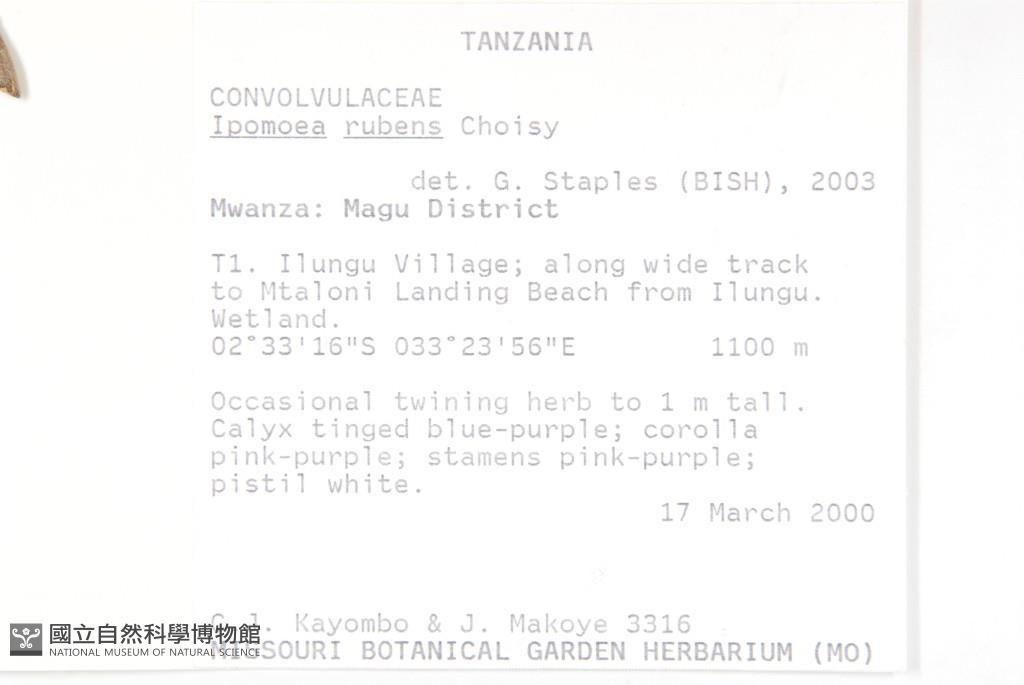 TANZANIA
CONVOLVULACEAE
Ipomoea rubens Choisy
det. G. Staples (BISH), 2003
Mwanza: Magu District
T1. Ilungu Village; along wide track
to Mtaloni Landing Beach from Ilungu.
Wetland.
02°33'16"S 033°23'56"E 1100 m
Occasional twining herb to 1 m tall.
Calyx tinged blue-purple; corolla
pink-purple; stamens pink-purple;
pistil white.
17 March 2000
Kayombo & J. Makoye 3316
MISSOURI BOTANICAL GARDEN HERBARIUM (MO)
國立自然科學博物館
NATIONAL MUSEUM OF NATURAL SCIENCE